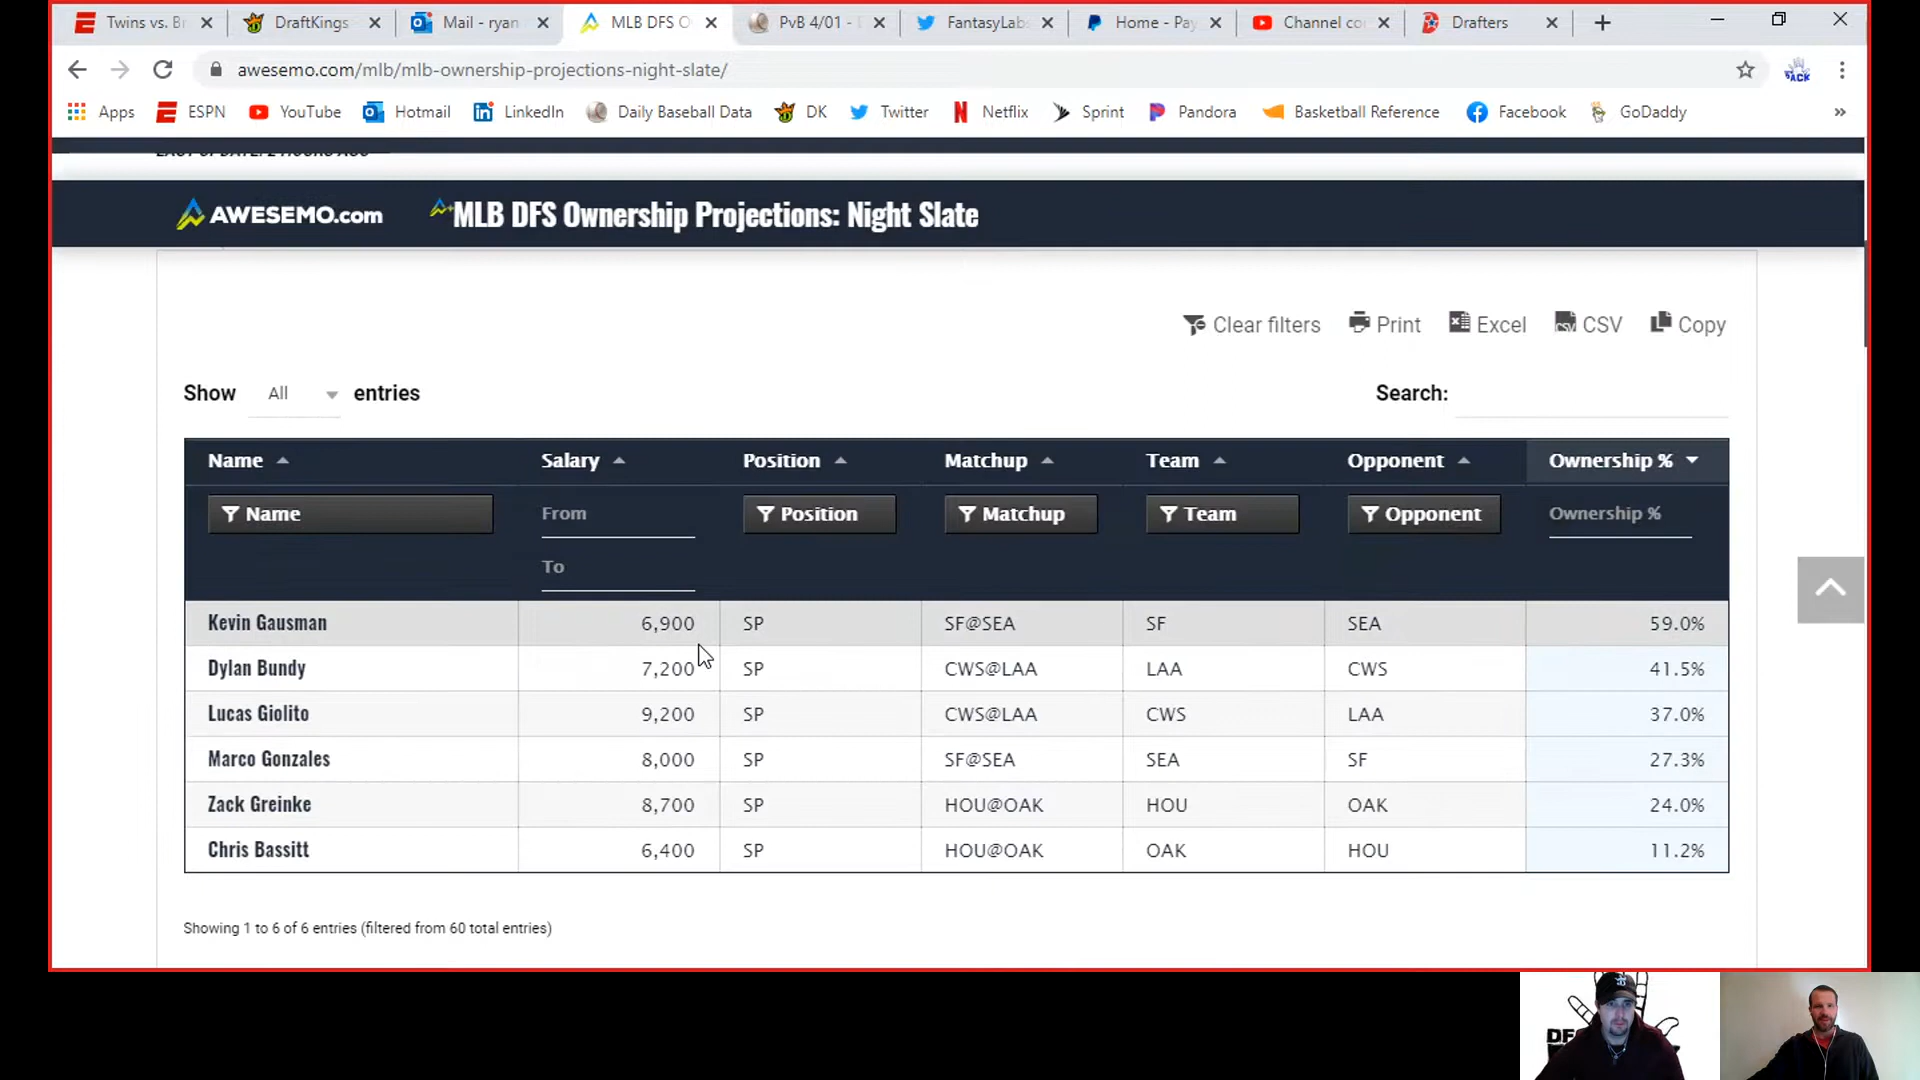 Twins vs. Br
DraftKings
Mail - ryan
MLB DFS O
PvB 4/01 -
FantasyLab
Home - Pay
Channel co
Drafters
awesemo.com/mlb/mlb-ownership-projections-night-slate/
Apps ESPN YouTube Hotmail LinkedIn Daily Baseball Data DK Twitter Netflix Sprint Pandora Basketball Reference Facebook GoDaddy »
AWESEMO.com MLB DFS Ownership Projections: Night Slate
Clear filters Print Excel CSV Copy
Show All entries Search:
Name Salary Position Matchup Team Opponent Ownership %
Name From Position Matchup Team Opponent Ownership %
To
Kevin Gausman 6,900 SP SF@SEA SF SEA 59.0%
Dylan Bundy 7,200 SP CWS@LAA LAA CWS 41.5%
Lucas Giolito 9,200 SP CWS@LAA CWS LAA 37.0%
Marco Gonzales 8,000 SP SF@SEA SEA SF 27.3%
Zack Greinke 8,700 SP HOU@OAK HOU OAK 24.0%
Chris Bassitt 6,400 SP HOU@OAK OAK HOU 11.2%
Showing 1 to 6 of 6 entries (filtered from 60 total entries)